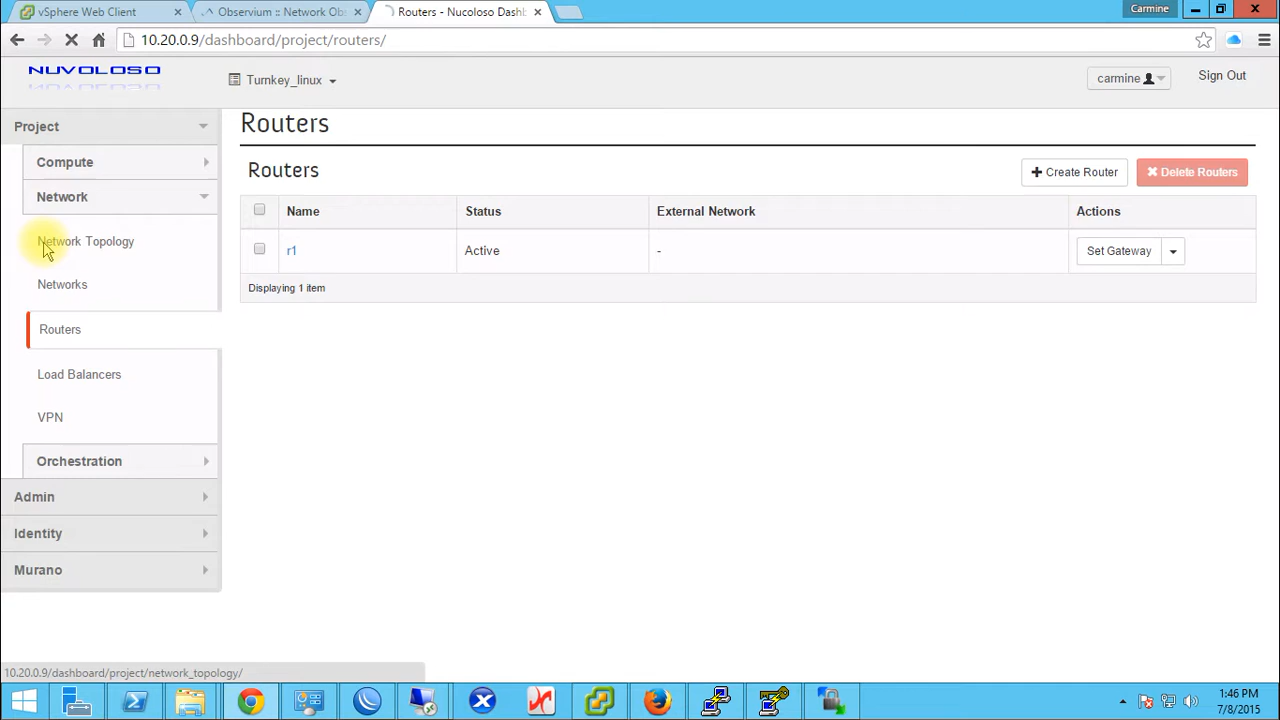 vSphere Web Client
Observium :: Network Obs
Routers - Nucoloso Dashb
Carmine
10.20.0.9/dashboard/project/routers/
NUVOLOSO
Turnkey_linux
carmine
Sign Out
Project
Compute
Network
Network Topology
Networks
Routers
Load Balancers
VPN
Orchestration
Admin
Identity
Murano
Routers
Routers
Create Router
Delete Routers
Name Status External Network Actions
r1 Active - Set Gateway
Displaying 1 item
10.20.0.9/dashboard/project/network_topology/
1:46 PM
7/8/2015